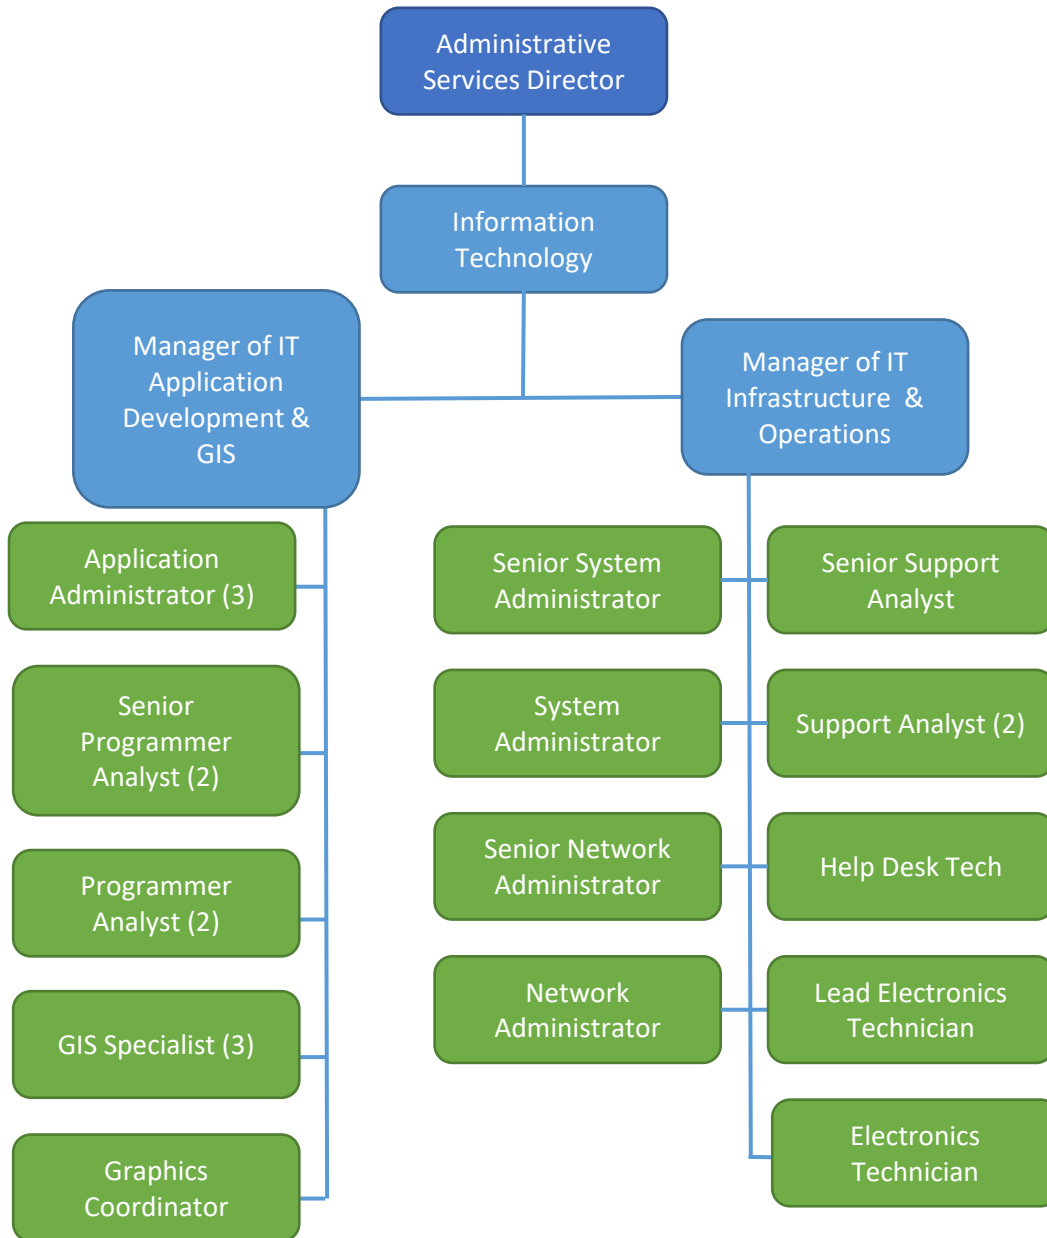 Administrative
Services Director
Information
Technology
Manager of IT
Application
Development &
GIS
Manager of IT
Infrastructure &
Operations
Application
Administrator (3)
Senior
Programmer
Analyst (2)
Programmer
Analyst (2)
GIS Specialist (3)
Graphics
Coordinator
Senior System
Administrator
Senior Support
Analyst
System
Administrator
Support Analyst (2)
Senior Network
Administrator
Help Desk Tech
Network
Administrator
Lead Electronics
Technician
Electronics
Technician